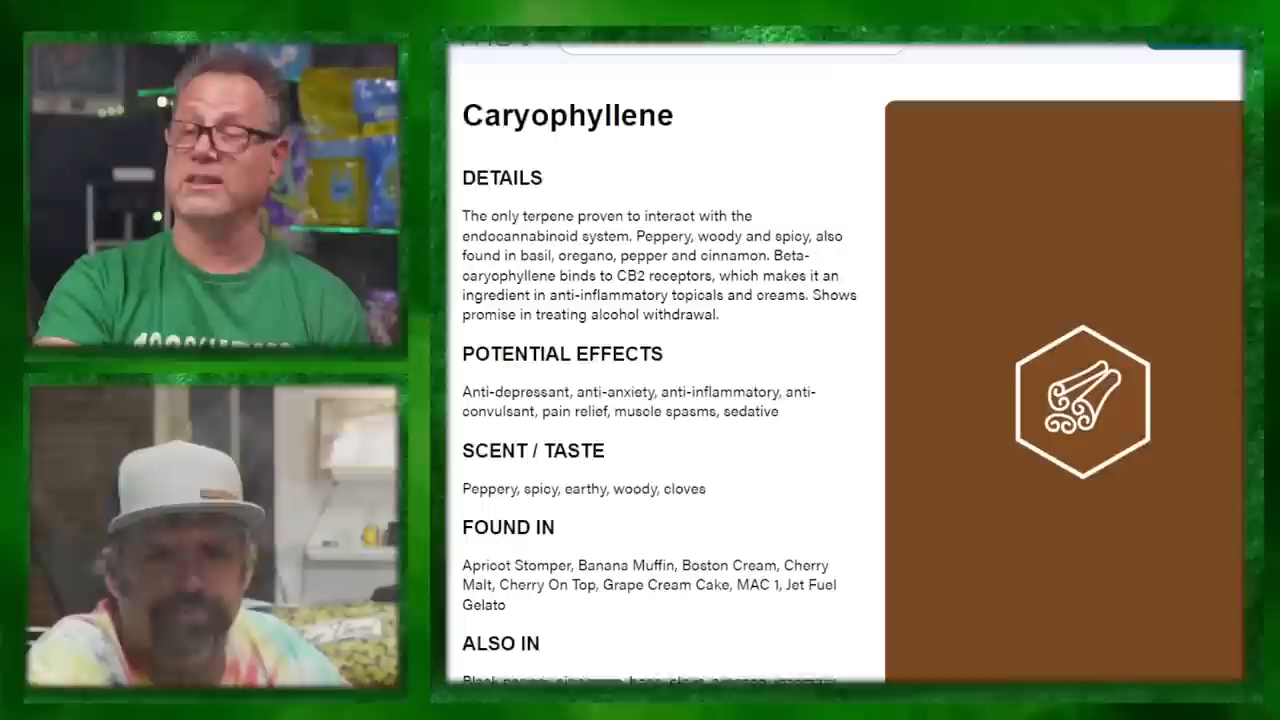 Caryophyllene
DETAILS
The only terpene proven to interact with the
endocannabinoid system. Peppery, woody and spicy, also
found in basil, oregano, pepper and cinnamon. Beta-
caryophyllene binds to CB2 receptors, which makes it an
ingredient in anti-inflammatory topicals and creams. Shows
promise in treating alcohol withdrawal.
POTENTIAL EFFECTS
Anti-depressant, anti-anxiety, anti-inflammatory, anti-
convulsant, pain relief, muscle spasms, sedative
SCENT / TASTE
Peppery, spicy, earthy, woody, cloves
FOUND IN
Apricot Stomper, Banana Muffin, Boston Cream, Cherry
Malt, Cherry On Top, Grape Cream Cake, MAC 1, Jet Fuel
Gelato
ALSO IN